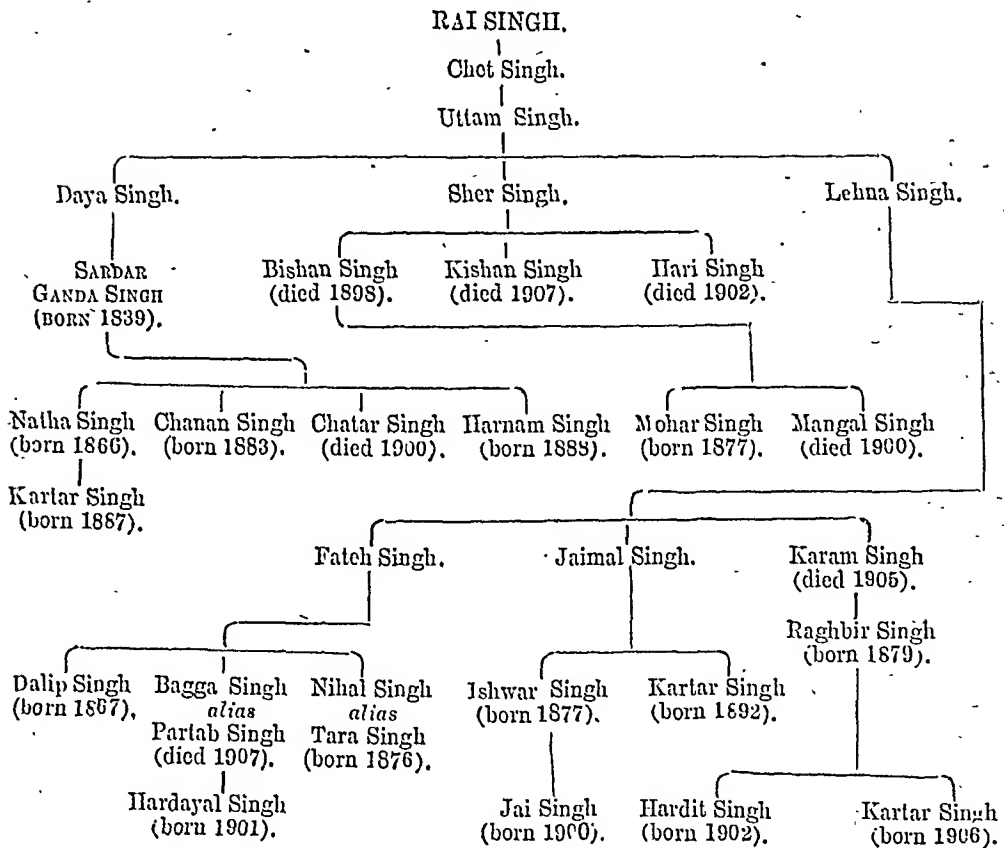 RAI SINGH.
Chet Singh.
Uttam Singh.
Daya Singh. Sher Singh. Lehna Singh.
SARDAR GANDA SINGH (BORN 1839).
Bishan Singh (died 1898). Kishan Singh (died 1907). Hari Singh (died 1902).
Natha Singh Chanan Singh Chatar Singh Harnam Singh Mohar Singh Mangal Singh
(born 1866). (born 1883). (died 1900). (born 1888). (born 1877). (died 1900).
Kartar Singh
(born 1887).
Fateh Singh. Jaimal Singh. Karam Singh
(died 1905).
Raghbir Singh
(born 1879).
Dalip Singh Bagga Singh Nihal Singh Ishwar Singh Kartar Singh
(born 1867). alias alias (born 1877). (born 1892).
Partab Singh Tara Singh
(died 1907). (born 1876).
Hardayal Singh Jai Singh Hardit Singh Kartar Singh
(born 1901). (born 1900). (born 1902). (born 1906).